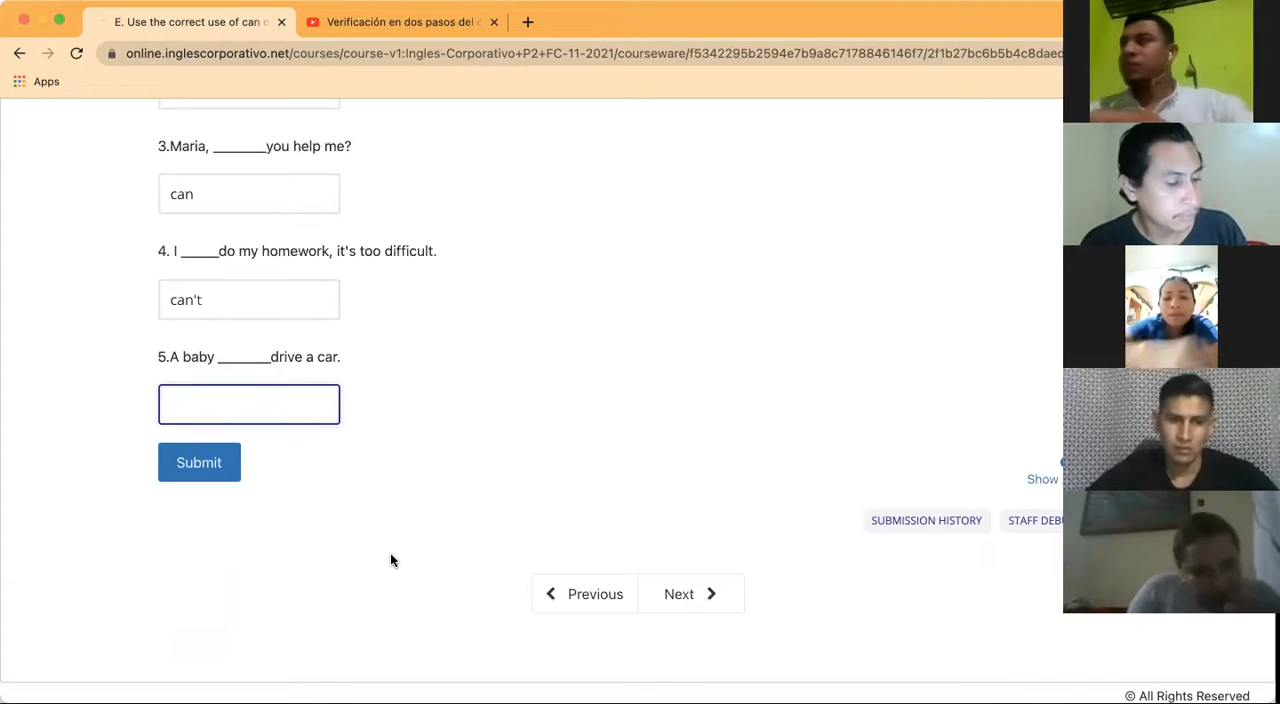 E. Use the correct use of can o
Verificación en dos pasos del c
online.inglescorporativo.net/courses/course-v1:Ingles-Corporativo+P2+FC-11-2021/courseware/f5342295b2594e7b9a8c7178846146f7/2f1b27bc6b5b4c8daed
Apps
3.Maria, ________you help me?
can
4. I _____do my homework, it's too difficult.
can't
5.A baby _______drive a car.
Submit
Show
SUBMISSION HISTORY
STAFF DEB
Previous
Next
© All Rights Reserved